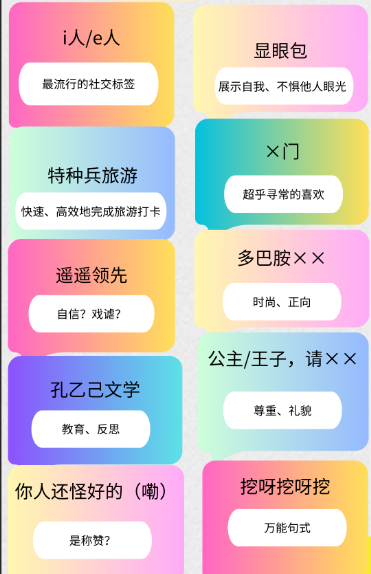 i人/e人
最流行的社交标签
显眼包
展示自我、不惧他人眼光
特种兵旅游
快速、高效地完成旅游打卡
×门
超乎寻常的喜欢
遥遥领先
自信？戏谑？
多巴胺××
时尚、正向
孔乙己文学
教育、反思
公主/王子，请××
尊重、礼貌
你人还怪好的（嘞）
是称赞？
挖呀挖呀挖
万能句式